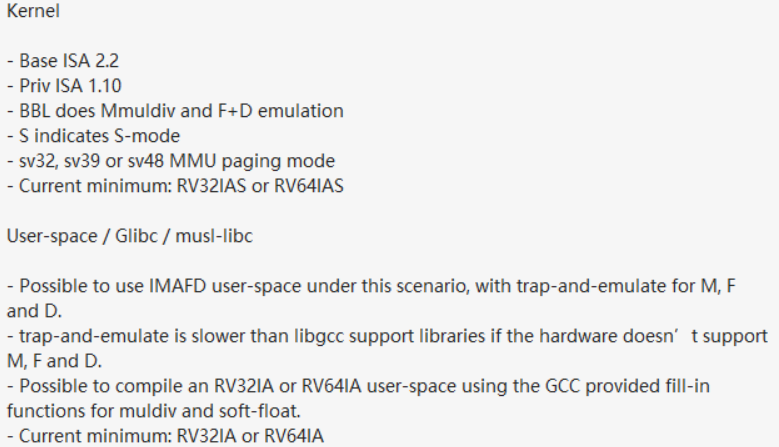 Kernel
- Base ISA 2.2
- Priv ISA 1.10
- BBL does Mmuldiv and F+D emulation
- S indicates S-mode
- sv32, sv39 or sv48 MMU paging mode
- Current minimum: RV32IAS or RV64IAS
User-space / Glibc / musl-libc
- Possible to use IMAFD user-space under this scenario, with trap-and-emulate for M, F
and D.
- trap-and-emulate is slower than libgcc support libraries if the hardware doesn’ t support
M, F and D.
- Possible to compile an RV32IA or RV64IA user-space using the GCC provided fill-in
functions for muldiv and soft-float.
- Current minimum: RV32IA or RV64IA